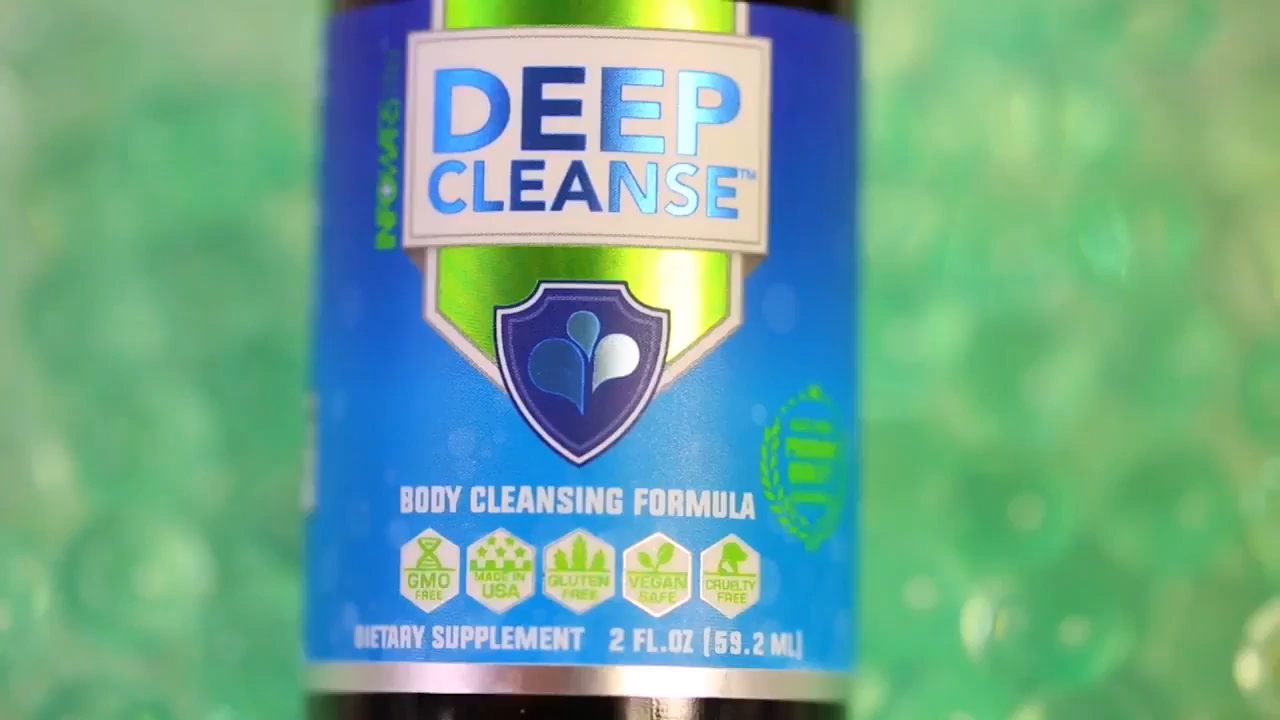 INFOWARS
DEEP
CLEANSE™
BODY CLEANSING FORMULA
GMO
FREE
MADE IN
USA
GLUTEN
FREE
VEGAN
SAFE
CRUELTY
FREE
DIETARY SUPPLEMENT 2 FL.OZ (59.2 ML)